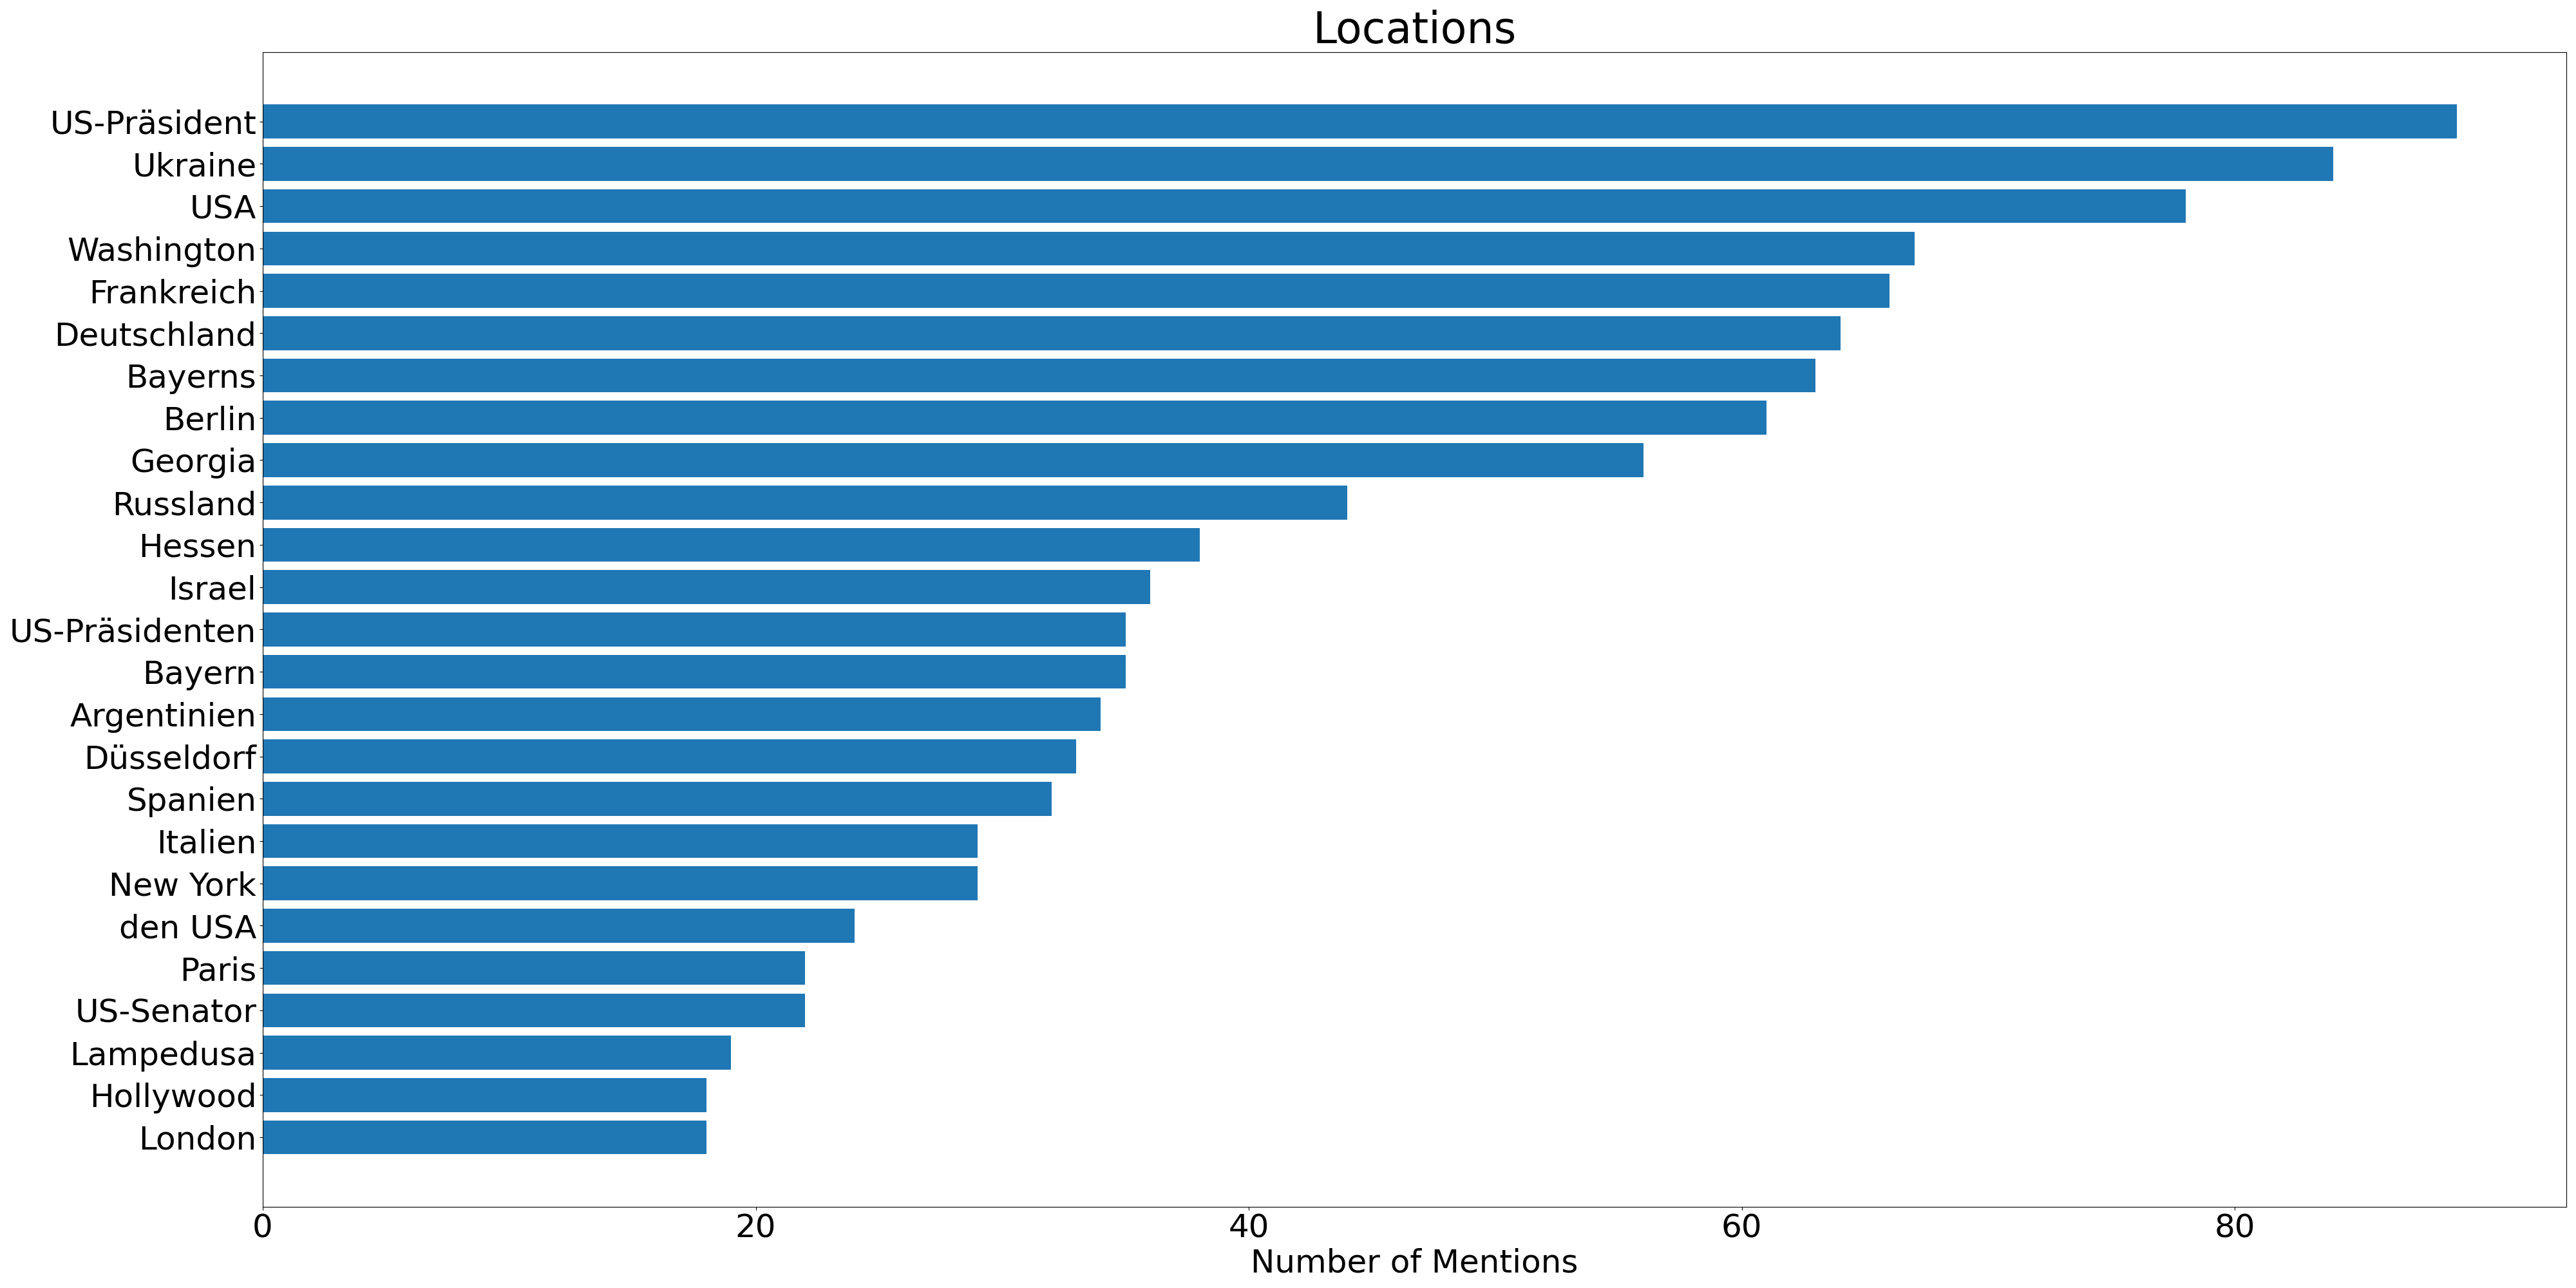 Locations
US-Präsident
Ukraine
USA
Washington
Frankreich
Deutschland
Bayerns
Berlin
Georgia
Russland
Hessen
Israel
US-Präsidenten
Bayern
Argentinien
Düsseldorf
Spanien
Italien
New York
den USA
Paris
US-Senator
Lampedusa
Hollywood
London
0 20 40 60 80
Number of Mentions